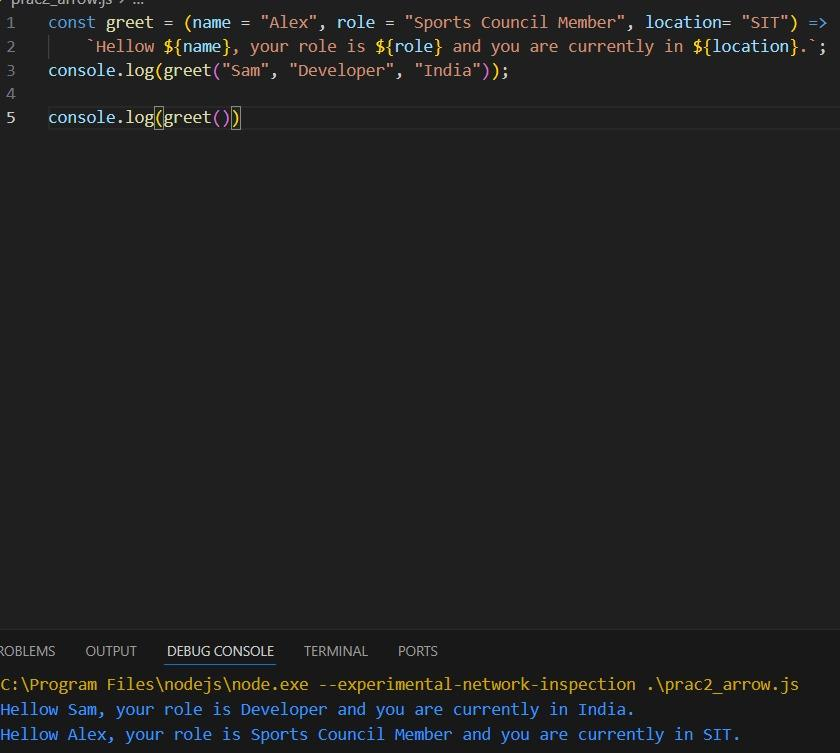 prac2_arrow.js > ...
1 const greet = (name = "Alex", role = "Sports Council Member", location= "SIT") =>
2 `Hellow ${name}, your role is ${role} and you are currently in ${location}.`;
3 console.log(greet("Sam", "Developer", "India"));
4
5 console.log(greet())
ROBLEMS OUTPUT DEBUG CONSOLE TERMINAL PORTS
C:\Program Files\nodejs\node.exe --experimental-network-inspection .\prac2_arrow.js
Hellow Sam, your role is Developer and you are currently in India.
Hellow Alex, your role is Sports Council Member and you are currently in SIT.